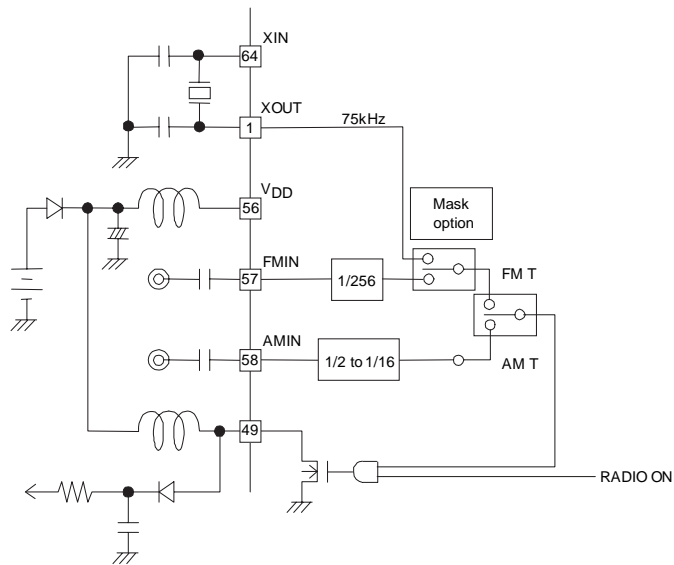 XIN
64
XOUT
1
75kHz
VDD
56
Mask
option
FMIN
57
1/256
FM T
AMIN
58
1/2 to 1/16
AM T
49
RADIO ON